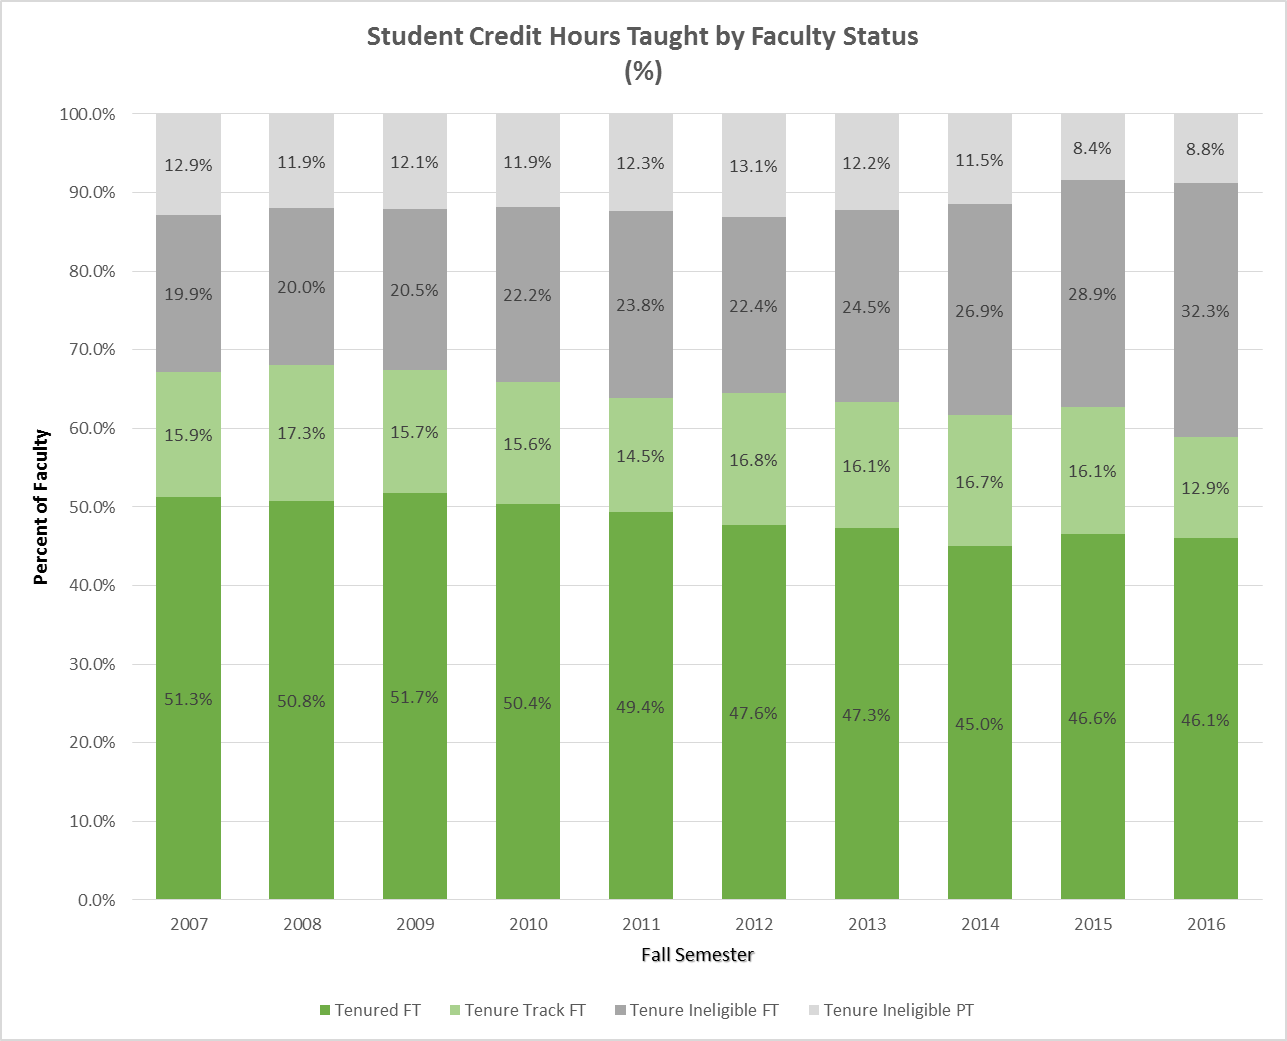 Student Credit Hours Taught by Faculty Status
(%)
100.0%
90.0%
80.0%
70.0%
60.0%
50.0%
40.0%
30.0%
20.0%
10.0%
0.0%
Percent of Faculty
12.9% 11.9% 12.1% 11.9% 12.3% 13.1% 12.2% 11.5% 8.4% 8.8%
19.9% 20.0% 20.5% 22.2% 23.8% 22.4% 24.5% 26.9% 28.9% 32.3%
15.9% 17.3% 15.7% 15.6% 14.5% 16.8% 16.1% 16.7% 16.1% 12.9%
51.3% 50.8% 51.7% 50.4% 49.4% 47.6% 47.3% 45.0% 46.6% 46.1%
2007 2008 2009 2010 2011 2012 2013 2014 2015 2016
Fall Semester
Tenured FT Tenure Track FT Tenure Ineligible FT Tenure Ineligible PT